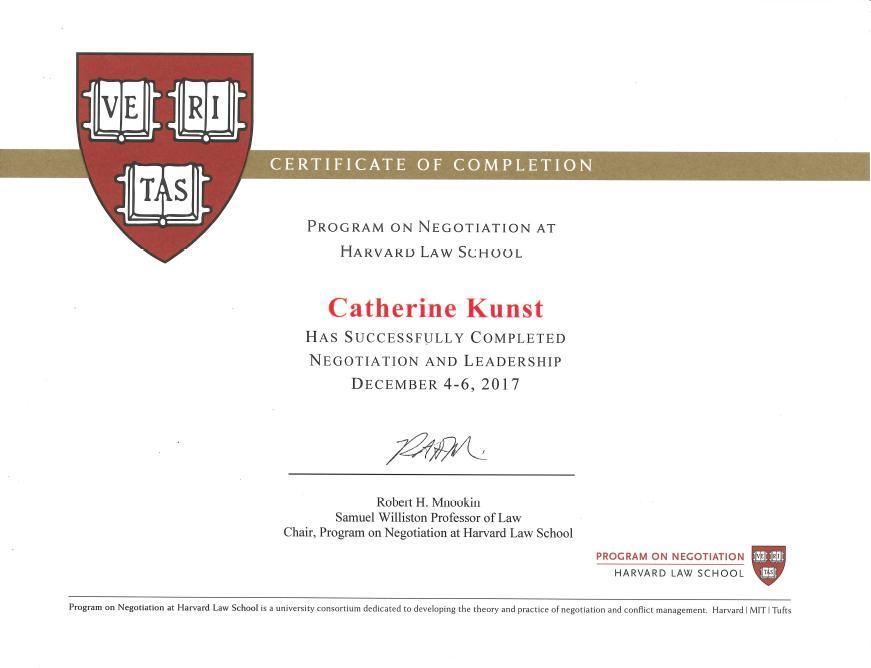 VE RI
TAS
CERTIFICATE OF COMPLETION
PROGRAM ON NEGOTIATION AT
HARVARD LAW SCHOOL
Catherine Kunst
HAS SUCCESSFULLY COMPLETED
NEGOTIATION AND LEADERSHIP
DECEMBER 4-6, 2017
Robert H. Mnookin
Samuel Williston Professor of Law
Chair, Program on Negotiation at Harvard Law School
PROGRAM ON NEGOTIATION
HARVARD LAW SCHOOL
VE RI
TAS
Program on Negotiation at Harvard Law School is a university consortium dedicated to developing the theory and practice of negotiation and conflict management. Harvard | MIT | Tufts